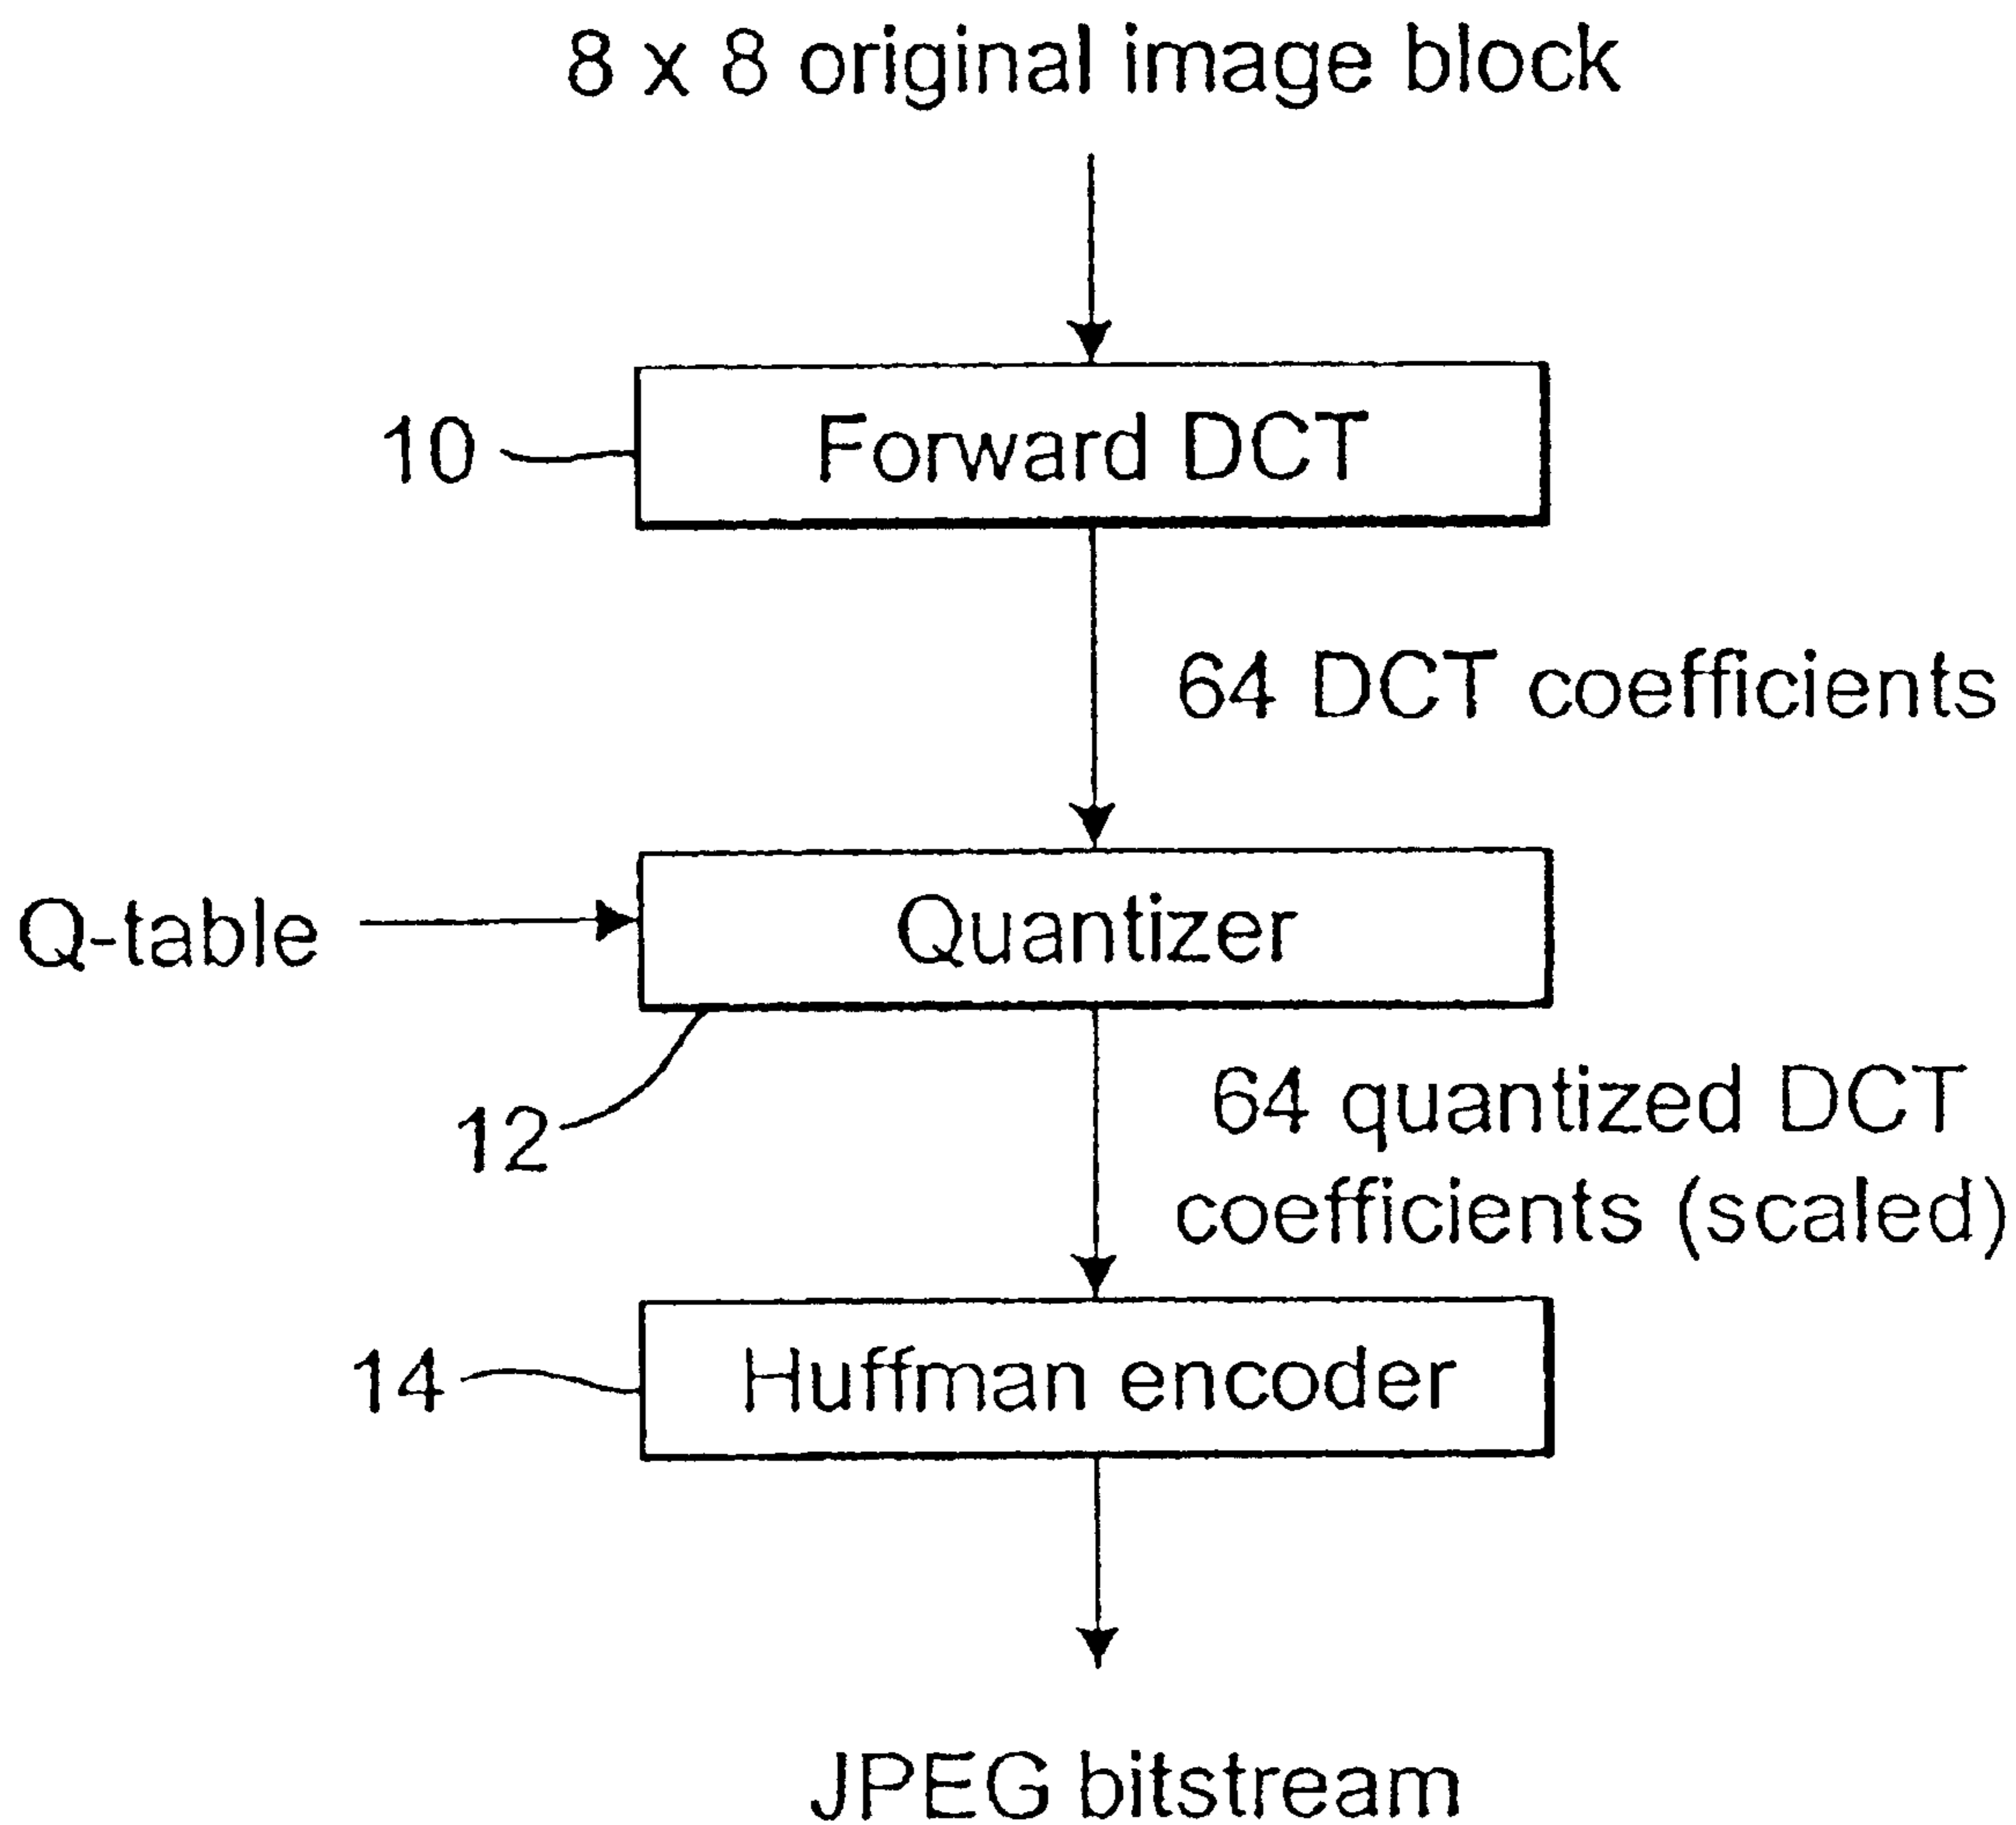 8 x 8 original image block
10
Forward DCT
64 DCT coefficients
Q-table
Quantizer
12
64 quantized DCT
coefficients (scaled)
14
Huffman encoder
JPEG bitstream